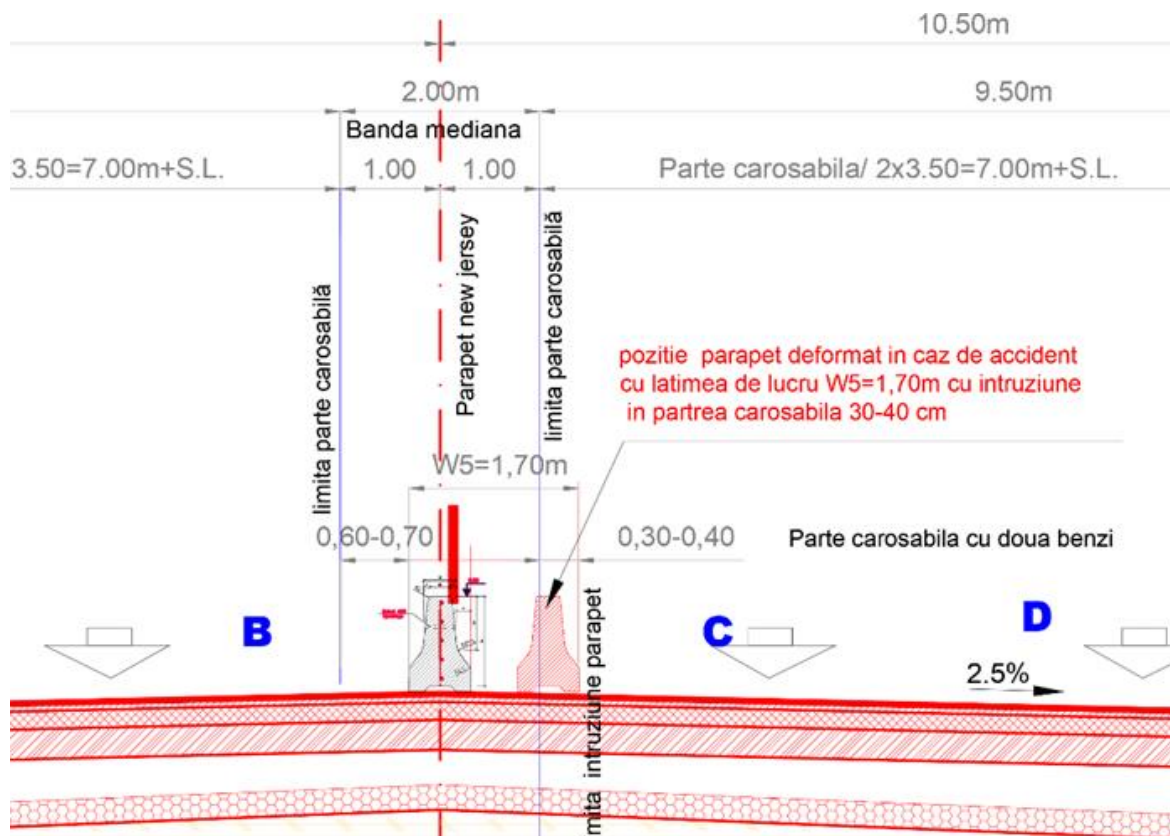 10.50m
2.00m
9.50m
Banda mediana
3.50=7.00m+S.L.
1.00
1.00
Parte carosabila/ 2x3.50=7.00m+S.L.
limita parte carosabilă
Parapet new jersey
limita parte carosabilă
pozitie parapet deformat in caz de accident
cu latimea de lucru W5=1,70m cu intruziune
in partrea carosabila 30-40 cm
W5=1,70m
0,60-0,70
0,30-0,40
Parte carosabila cu doua benzi
B
C
D
2.5%
mita intruziune parapet